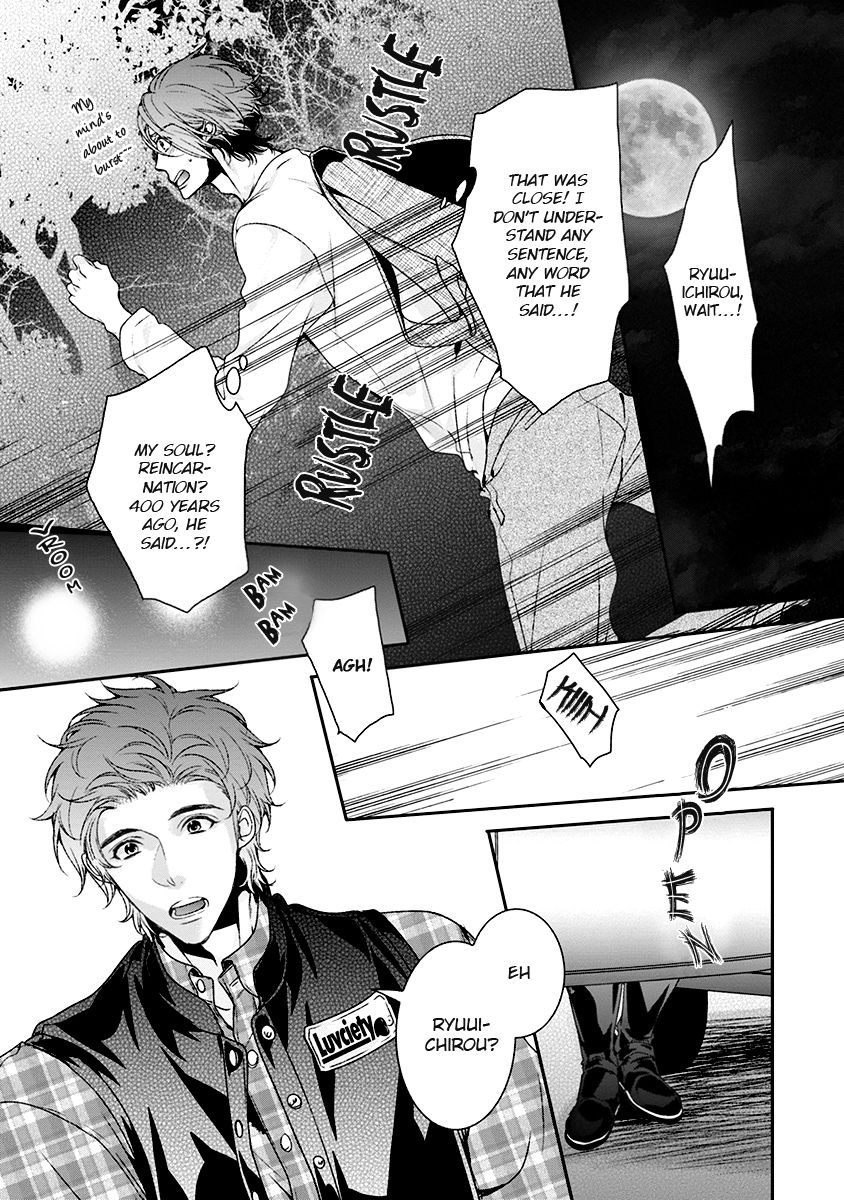 RYUU-
ICHIROU,
WAIT...!
THAT WAS
CLOSE! I
DON'T UNDER-
STAND ANY
SENTENCE,
ANY WORD
THAT HE
SAID...!
RUSTLE
My
mind's
about to
burst...
RUSTLE
MY SOUL?
REINCAR-
NATION?
400 YEARS
AGO, HE
SAID...?!
VROOM
BAM
BAM
AGH!
KIIIH
OPEN
EH
RYUUI-
CHIROU?
Luvciety